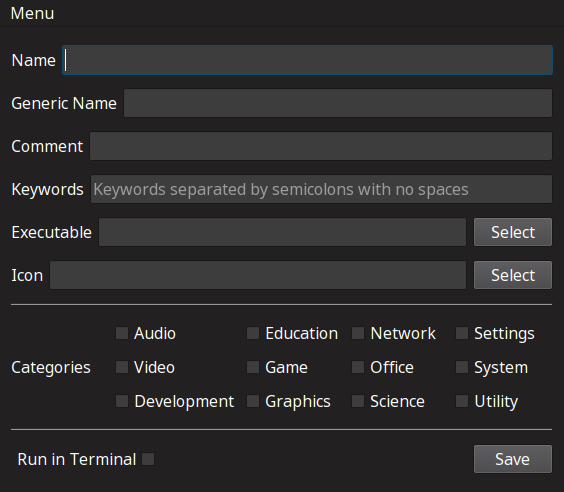 Menu
Name
Generic Name
Comment
Keywords Keywords separated by semicolons with no spaces
Executable Select
Icon Select
Audio Education Network Settings
Categories Video Game Office System
Development Graphics Science Utility
Run in Terminal Save